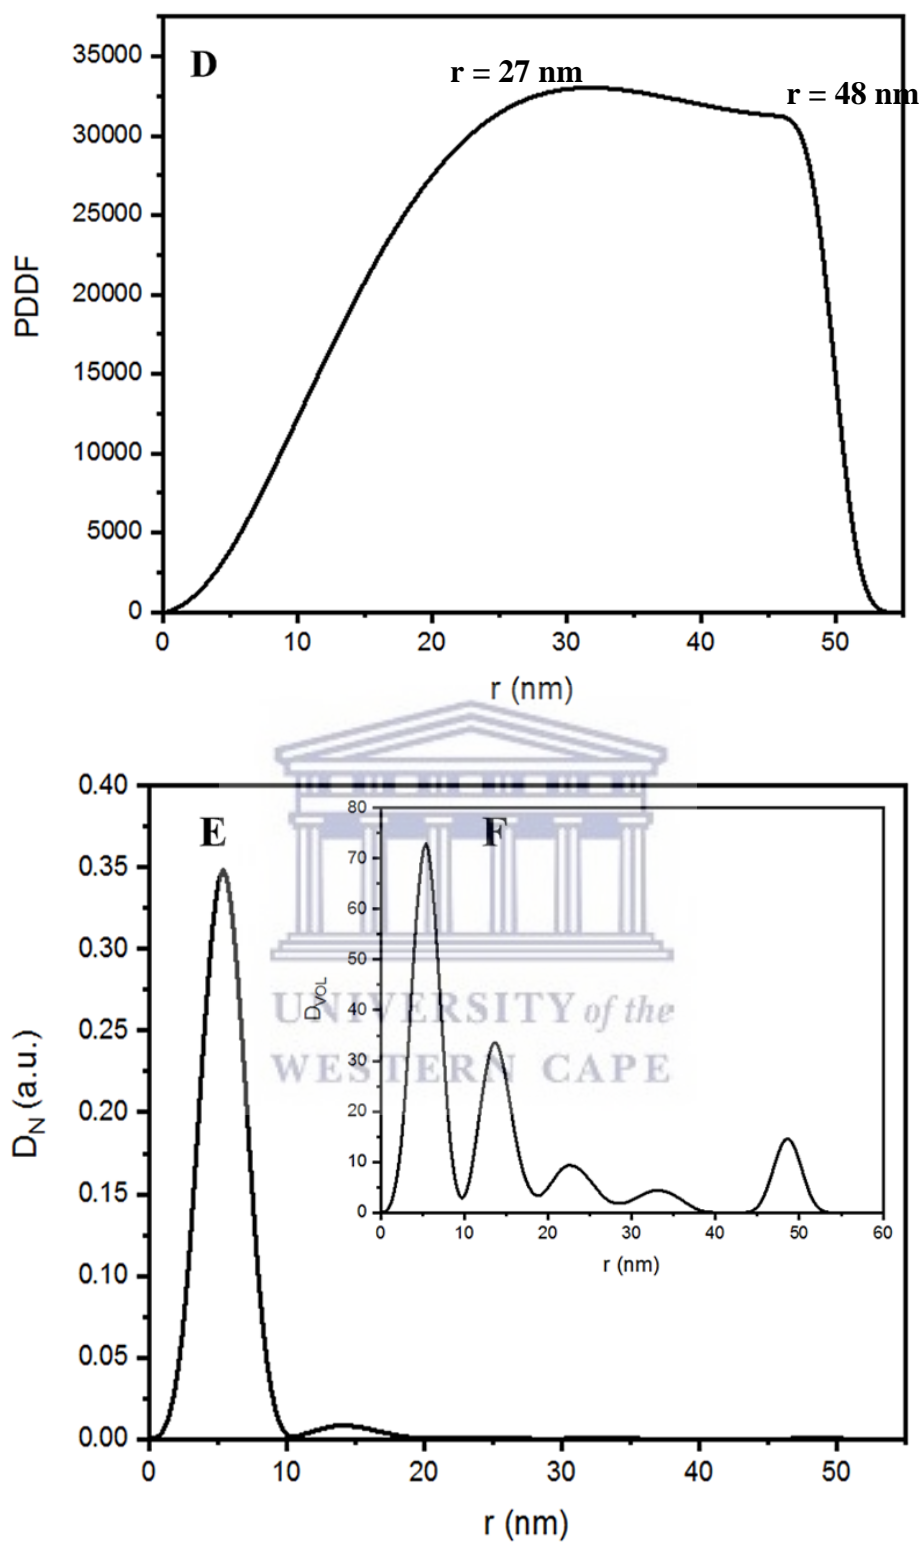 D
r = 27 nm
r = 48 nm
35000
30000
25000
20000
15000
10000
5000
0
PDDF
0 10 20 30 40 50
r (nm)
E
0.40
0.35
0.30
0.25
0.20
0.15
0.10
0.05
0.00
DN (a.u.)
F
80
70
60
50
40
30
20
10
0
DVOL
0 10 20 30 40 50 60
r (nm)
UNIVERSITY of the
WESTERN CAPE
0 10 20 30 40 50
r (nm)